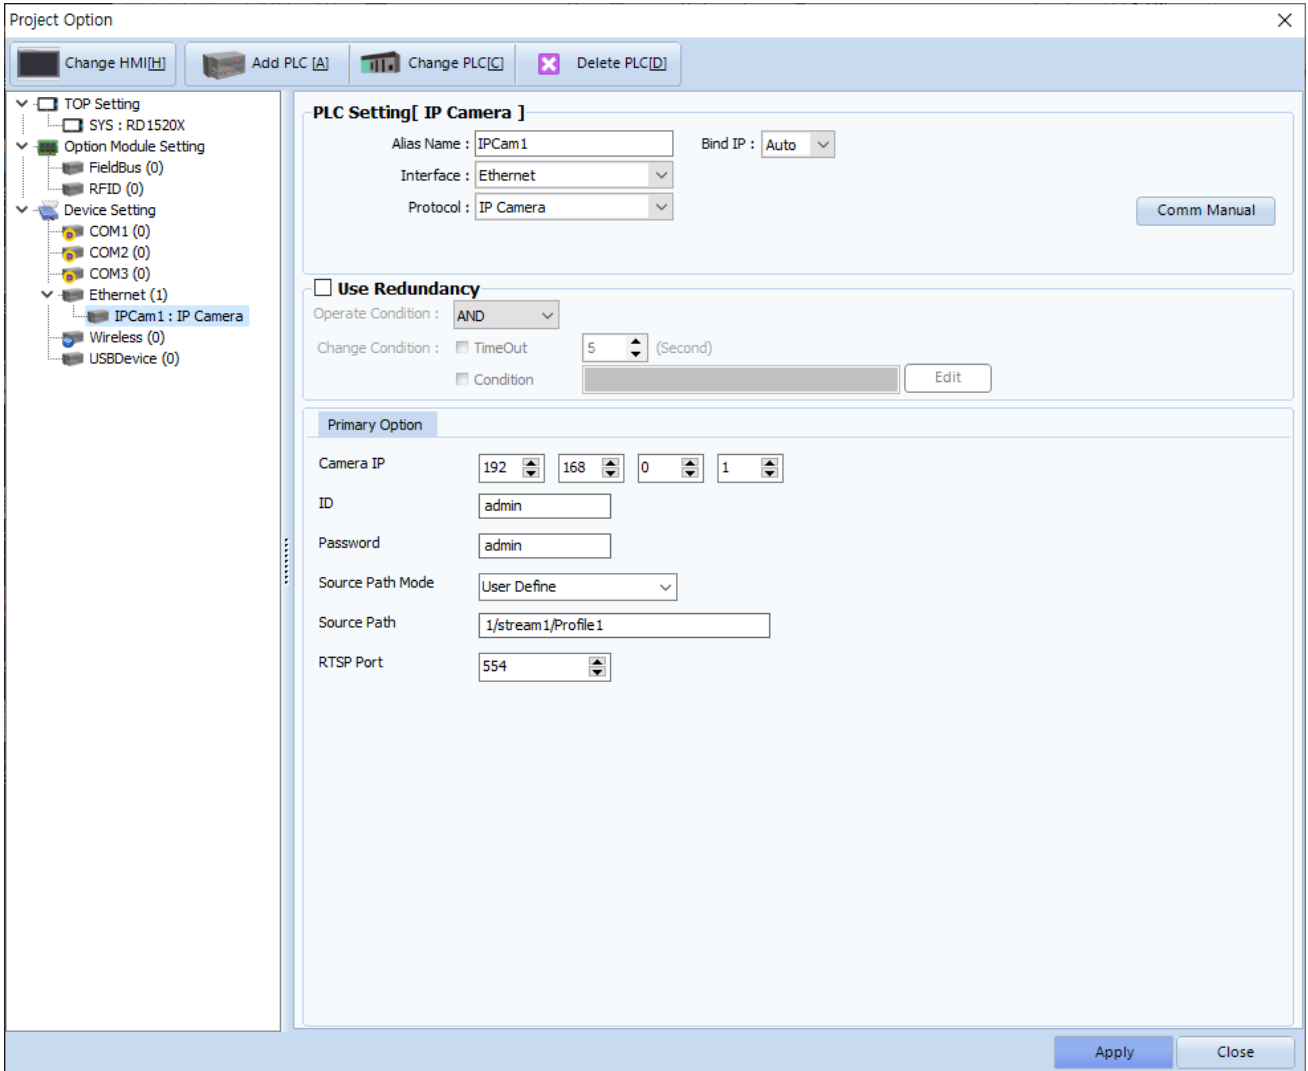 Project Option
Change HMI[H] Add PLC [A] Change PLC[C] Delete PLC[D]
TOP Setting
SYS : RD1520X
Option Module Setting
FieldBus (0)
RFID (0)
Device Setting
COM1 (0)
COM2 (0)
COM3 (0)
Ethernet (1)
IPCam1 : IP Camera
Wireless (0)
USBDevice (0)
PLC Setting[ IP Camera ]
Alias Name : IPCam1 Bind IP : Auto
Interface : Ethernet
Protocol : IP Camera
Comm Manual
Use Redundancy
Operate Condition : AND
Change Condition : TimeOut 5 (Second)
Condition Edit
Primary Option
Camera IP 192 168 0 1
ID admin
Password admin
Source Path Mode User Define
Source Path 1/stream1/Profile1
RTSP Port 554
Apply Close